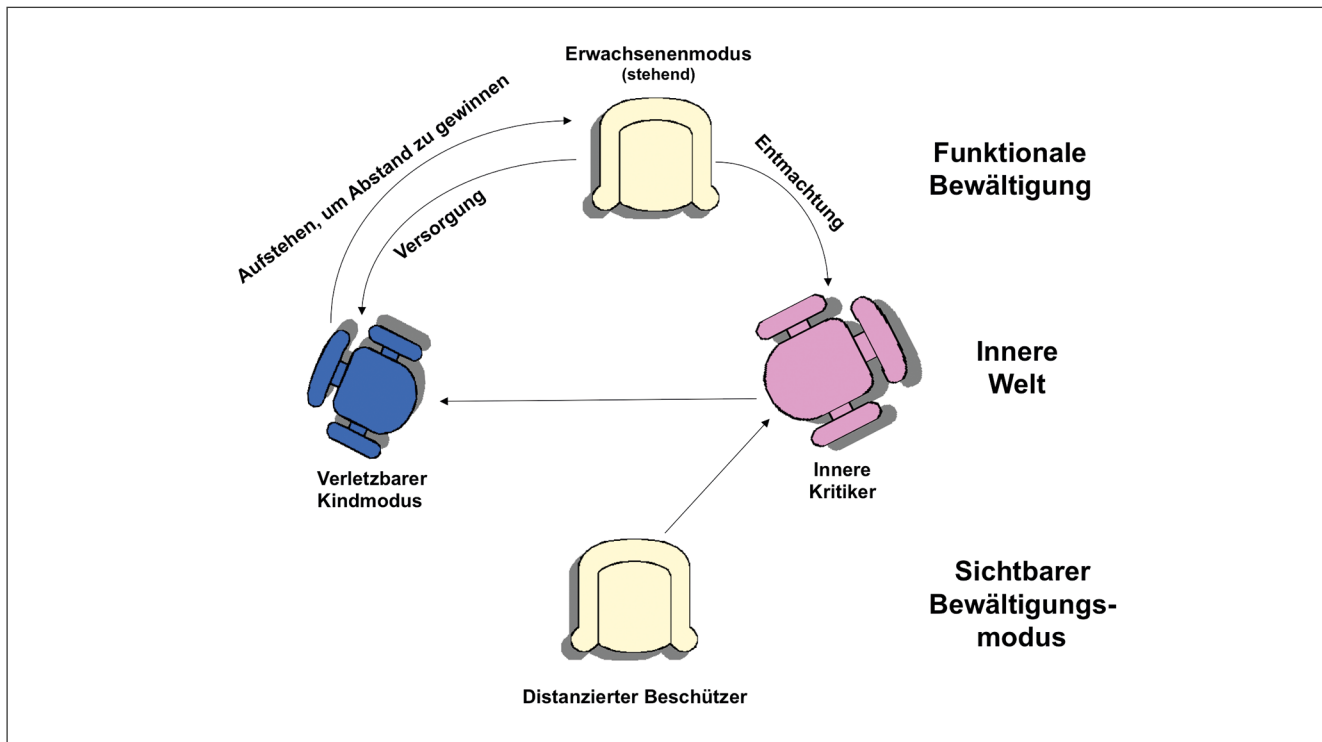 Erwachsenenmodus
(stehend)
Aufstehen, um Abstand zu gewinnen
Versorgung
Entmachtung
Funktionale
Bewältigung
Innere
Welt
Verletzbarer
Kindmodus
Innere
Kritiker
Sichtbarer
Bewältigungs-
modus
Distanzierter Beschützer